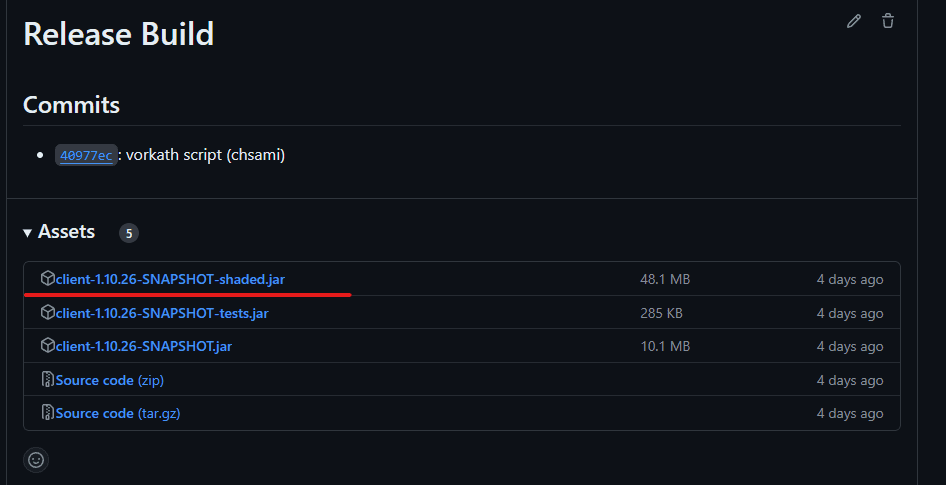 Release Build
Commits
40977ec: vorkath script (chsami)
Assets 5
client-1.10.26-SNAPSHOT-shaded.jar 48.1 MB 4 days ago
client-1.10.26-SNAPSHOT-tests.jar 285 KB 4 days ago
client-1.10.26-SNAPSHOT.jar 10.1 MB 4 days ago
Source code (zip) 4 days ago
Source code (tar.gz) 4 days ago